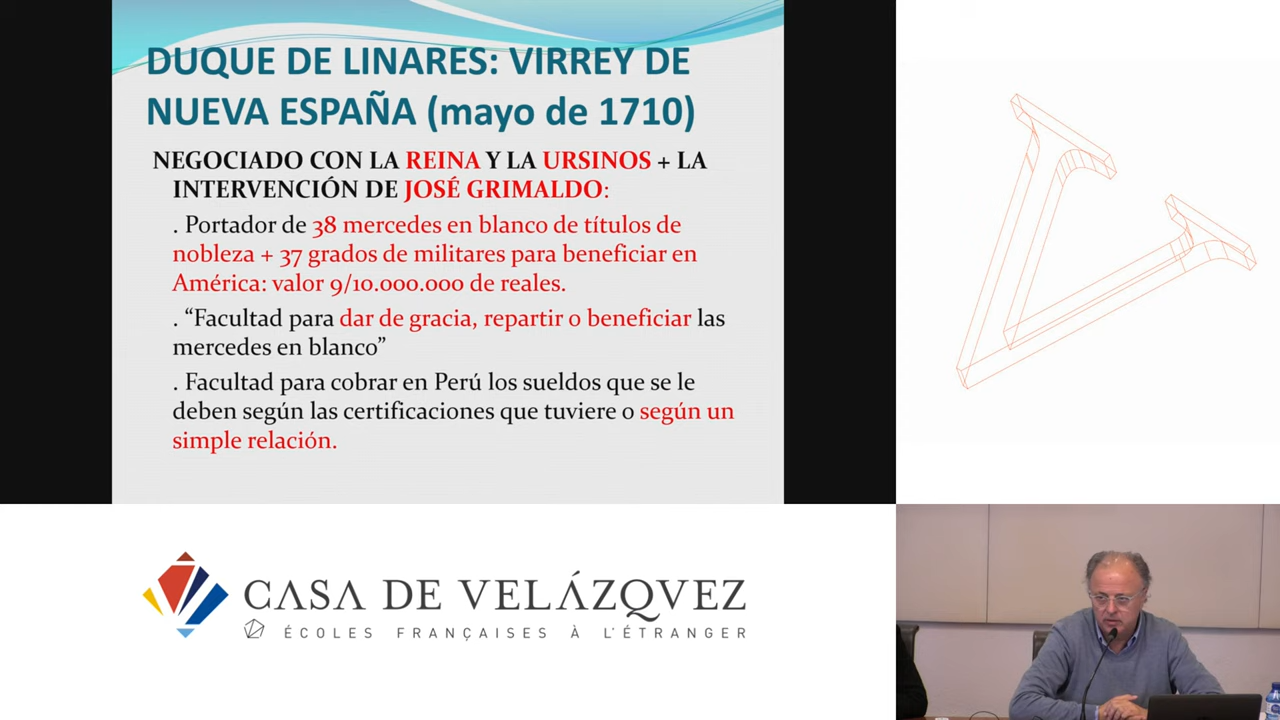 DUQUE DE LINARES: VIRREY DE
NUEVA ESPAÑA (mayo de 1710)
NEGOCIADO CON LA REINA Y LA URSINOS + LA
INTERVENCIÓN DE JOSÉ GRIMALDO:
. Portador de 38 mercedes en blanco de títulos de
nobleza + 37 grados de militares para beneficiar en
América: valor 9/10.000.000 de reales.
. “Facultad para dar de gracia, repartir o beneficiar las
mercedes en blanco”
. Facultad para cobrar en Perú los sueldos que se le
deben según las certificaciones que tuviere o según un
simple relación.
CASA DE VELÁZQVEZ
ÉCOLES FRANÇAISES À L'ÉTRANGER